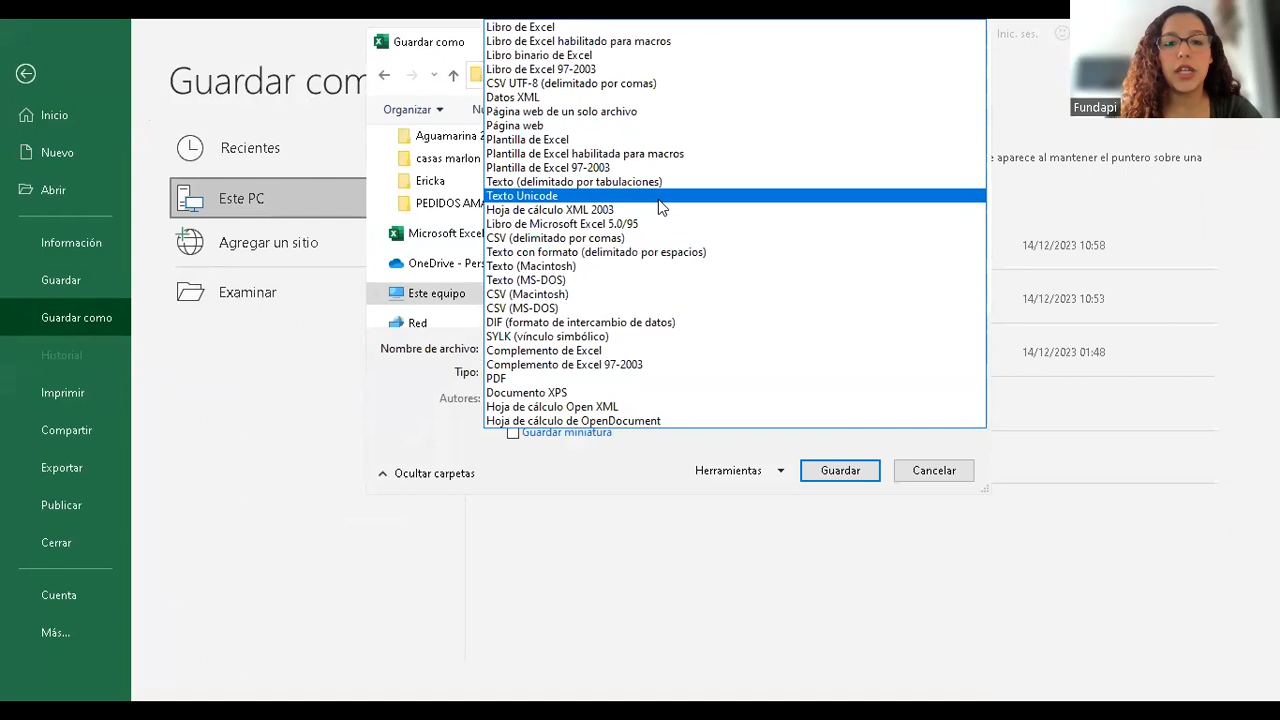 Guardar com
Inicio
Nuevo
Abrir
Información
Guardar
Guardar como
Historial
Imprimir
Compartir
Exportar
Publicar
Cerrar
Cuenta
Más...
Recientes
Este PC
Agregar un sitio
Examinar
Guardar como
Organizar
Nu
Aguamarina 2
casas marlon
Ericka
PEDIDOS AMA
Microsoft Exce
OneDrive - Pers
Este equipo
Red
Nombre de archivo:
Tipo:
Autores:
Libro de Excel
Libro de Excel habilitado para macros
Libro binario de Excel
Libro de Excel 97-2003
CSV UTF-8 (delimitado por comas)
Datos XML
Página web de un solo archivo
Página web
Plantilla de Excel
Plantilla de Excel habilitada para macros
Plantilla de Excel 97-2003
Texto (delimitado por tabulaciones)
Texto Unicode
Hoja de cálculo XML 2003
Libro de Microsoft Excel 5.0/95
CSV (delimitado por comas)
Texto con formato (delimitado por espacios)
Texto (Macintosh)
Texto (MS-DOS)
CSV (Macintosh)
CSV (MS-DOS)
DIF (formato de intercambio de datos)
SYLK (vínculo simbólico)
Complemento de Excel
Complemento de Excel 97-2003
PDF
Documento XPS
Hoja de cálculo Open XML
Hoja de cálculo de OpenDocument
Guardar miniatura
Ocultar carpetas
Herramientas
Guardar
Cancelar
Inic. ses.
Fundapi
e aparece al mantener el puntero sobre una
14/12/2023 10:58
14/12/2023 10:53
14/12/2023 01:48